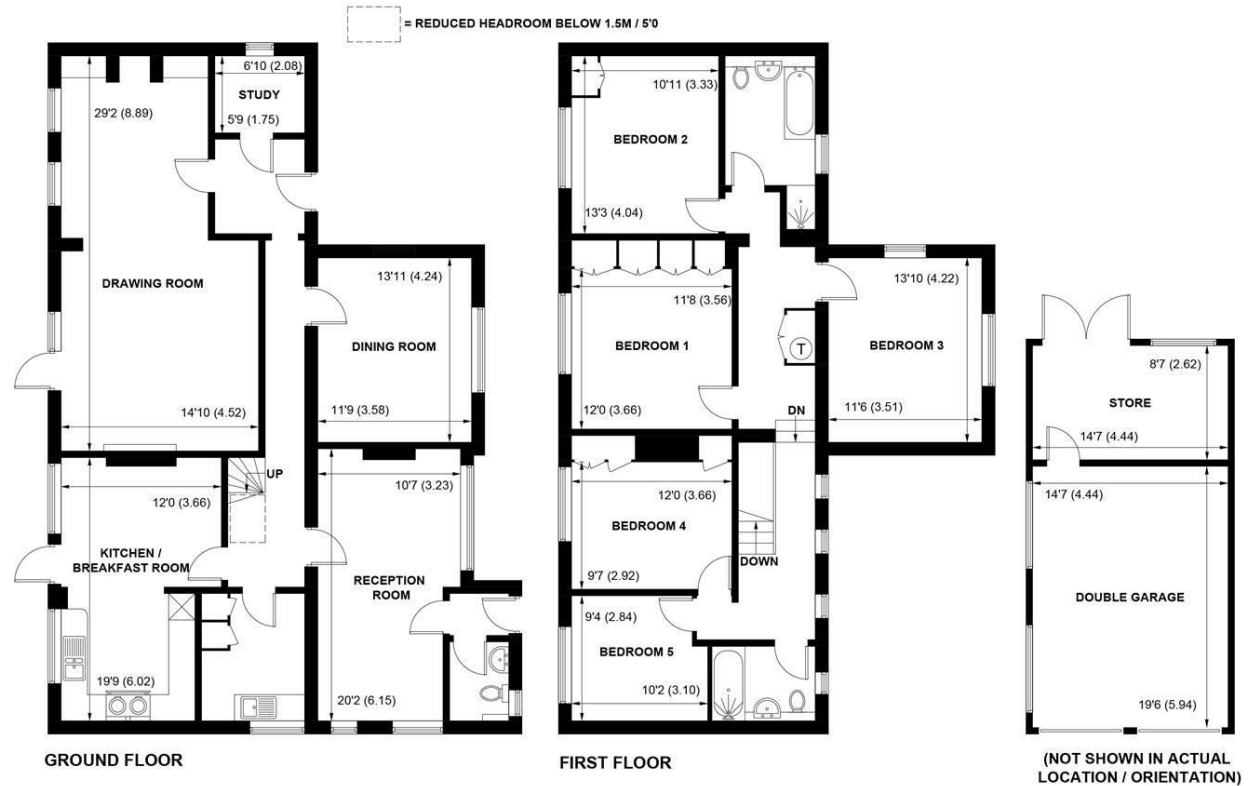 = REDUCED HEADROOM BELOW 1.5M / 5'0
6'10 (2.08)
STUDY
5'9 (1.75)
29'2 (8.89)
DRAWING ROOM
14'10 (4.52)
13'11 (4.24)
DINING ROOM
11'9 (3.58)
UP
12'0 (3.66)
KITCHEN /
BREAKFAST ROOM
19'9 (6.02)
10'7 (3.23)
RECEPTION
ROOM
20'2 (6.15)
GROUND FLOOR
10'11 (3.33)
BEDROOM 2
13'3 (4.04)
11'8 (3.56)
BEDROOM 1
12'0 (3.66)
T
13'10 (4.22)
BEDROOM 3
11'6 (3.51)
DN
12'0 (3.66)
BEDROOM 4
9'7 (2.92)
DOWN
9'4 (2.84)
BEDROOM 5
10'2 (3.10)
FIRST FLOOR
8'7 (2.62)
STORE
14'7 (4.44)
14'7 (4.44)
DOUBLE GARAGE
19'6 (5.94)
(NOT SHOWN IN ACTUAL
LOCATION / ORIENTATION)